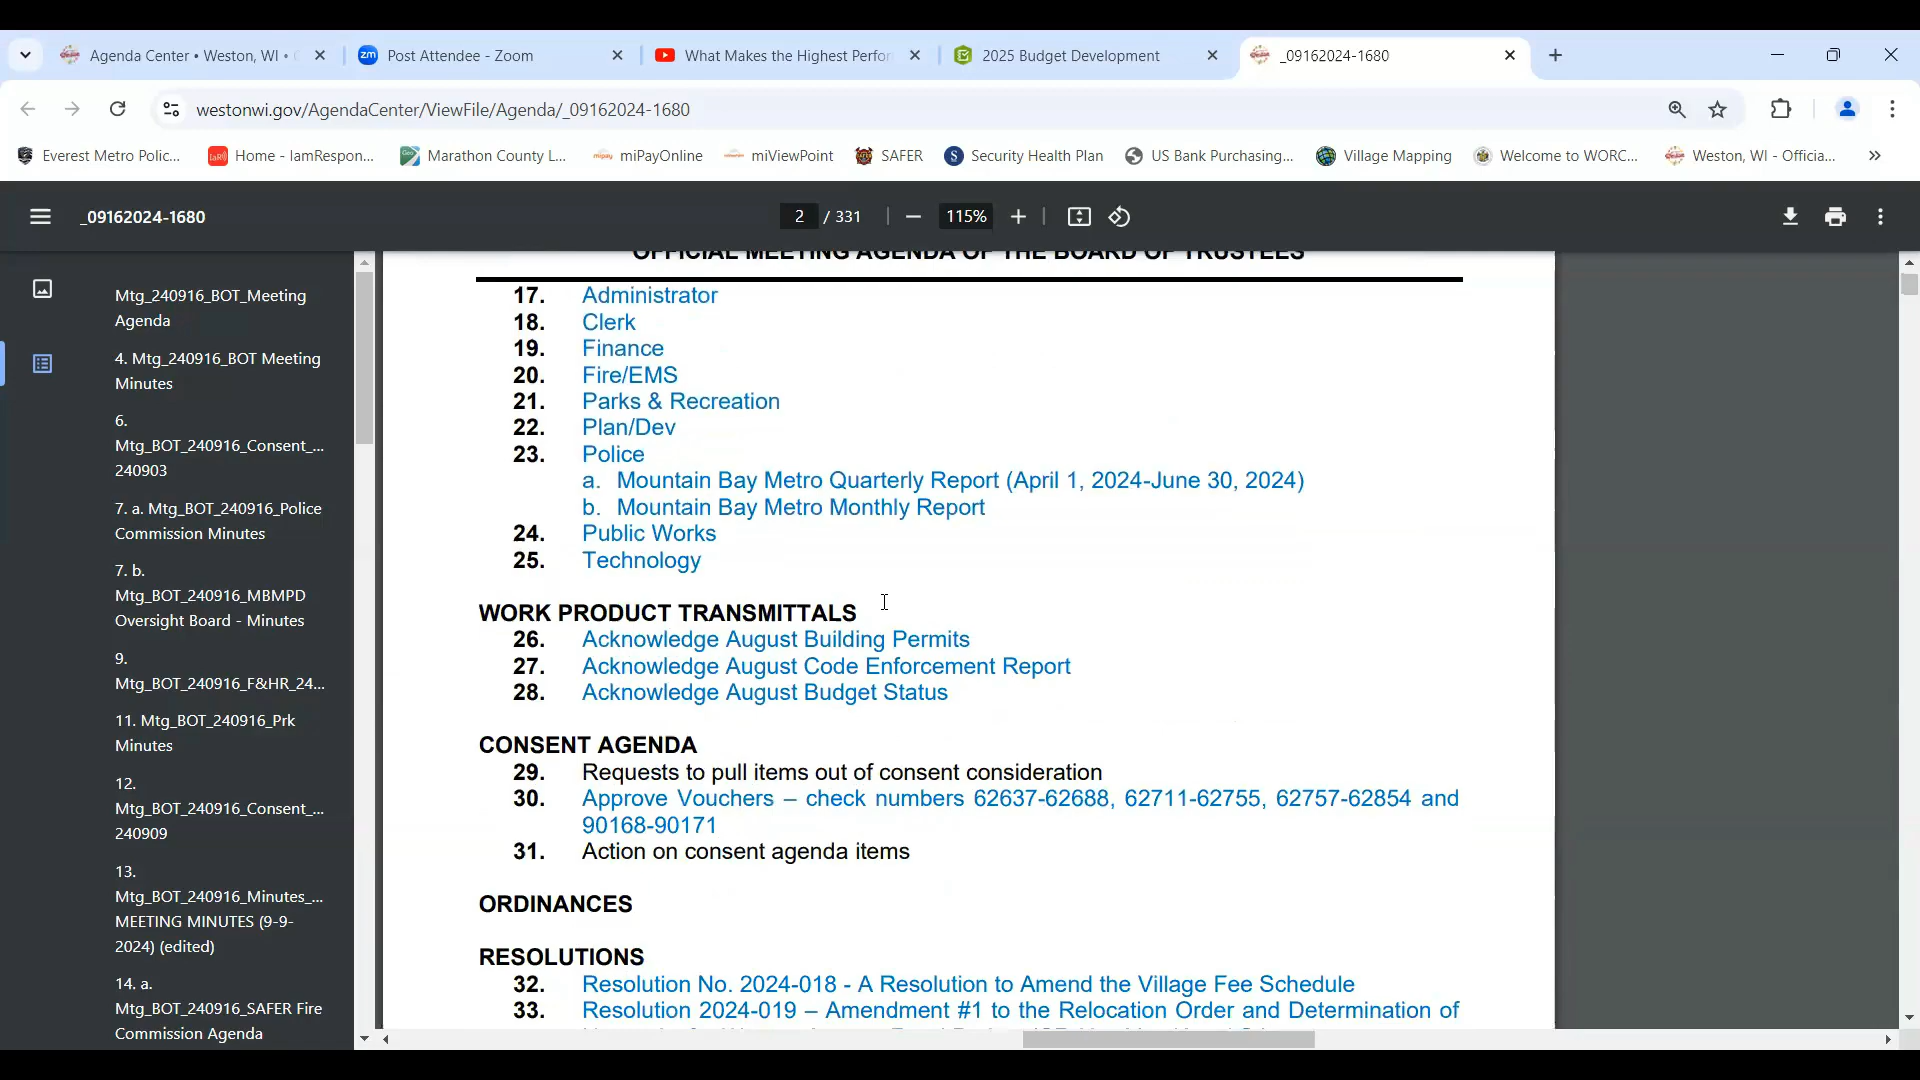 Agenda Center • Weston, WI •
Post Attendee - Zoom
What Makes the Highest Perfor
2025 Budget Development
_09162024-1680
westonwi.gov/AgendaCenter/ViewFile/Agenda/_09162024-1680
Everest Metro Polic...
Home - IamRespon...
Marathon County L...
miPayOnline
miViewPoint
SAFER
Security Health Plan
US Bank Purchasing...
Village Mapping
Welcome to WORC...
Weston, WI - Officia...
_09162024-1680
2 / 331
115%
Mtg_240916_BOT_Meeting
Agenda
4. Mtg_240916_BOT Meeting
Minutes
6.
Mtg_BOT_240916_Consent_...
240903
7. a. Mtg_BOT_240916_Police
Commission Minutes
7. b.
Mtg_BOT_240916_MBMPD
Oversight Board - Minutes
9.
Mtg_BOT_240916_F&HR_24...
11. Mtg_BOT_240916_Prk
Minutes
12.
Mtg_BOT_240916_Consent_...
240909
13.
Mtg_BOT_240916_Minutes_...
MEETING MINUTES (9-9-
2024) (edited)
14. a.
Mtg_BOT_240916_SAFER Fire
Commission Agenda
OFFICIAL MEETING AGENDA OF THE BOARD OF TRUSTEES
17. Administrator
18. Clerk
19. Finance
20. Fire/EMS
21. Parks & Recreation
22. Plan/Dev
23. Police
a. Mountain Bay Metro Quarterly Report (April 1, 2024-June 30, 2024)
b. Mountain Bay Metro Monthly Report
24. Public Works
25. Technology
WORK PRODUCT TRANSMITTALS
26. Acknowledge August Building Permits
27. Acknowledge August Code Enforcement Report
28. Acknowledge August Budget Status
CONSENT AGENDA
29. Requests to pull items out of consent consideration
30. Approve Vouchers – check numbers 62637-62688, 62711-62755, 62757-62854 and
90168-90171
31. Action on consent agenda items
ORDINANCES
RESOLUTIONS
32. Resolution No. 2024-018 - A Resolution to Amend the Village Fee Schedule
33. Resolution 2024-019 – Amendment #1 to the Relocation Order and Determination of